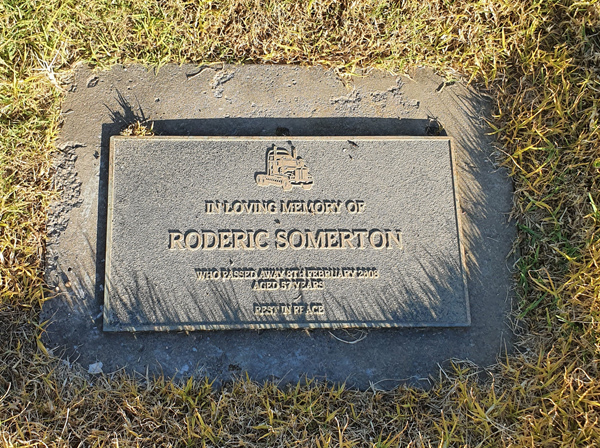 IN LOVING MEMORY OF
RODERIC SOMERTON
WHO PASSED AWAY 8TH FEBRUARY 2008
AGED 57 YEARS
REST IN PEACE